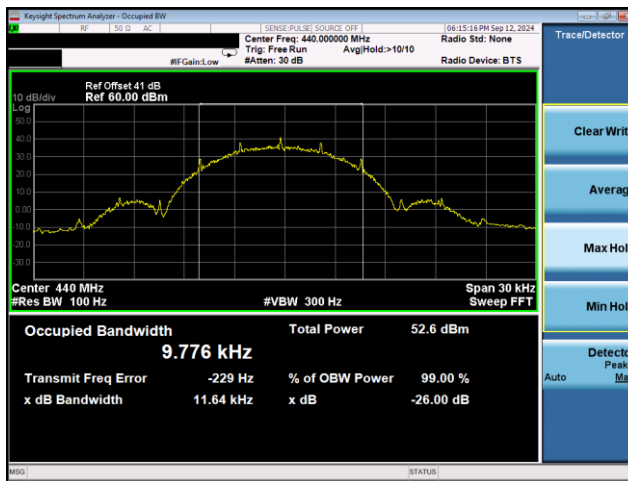 Keysight Spectrum Analyzer - Occupied BW
RF 50 Ω AC SENSE:PULSE SOURCE OFF 06:15:16 PM Sep 12, 2024
Center Freq: 440.000000 MHz Radio Std: None
Trig: Free Run Avg|Hold:>10/10
#IFGain:Low #Atten: 30 dB Radio Device: BTS
Trace/Detector
Ref Offset 41 dB
10 dB/div Ref 60.00 dBm
Log
50.0
40.0
30.0
20.0
10.0
0.00
-10.0
-20.0
-30.0
Center 440 MHz Span 30 kHz
#Res BW 100 Hz #VBW 300 Hz Sweep FFT
Occupied Bandwidth Total Power 52.6 dBm
9.776 kHz
Transmit Freq Error -229 Hz % of OBW Power 99.00 %
x dB Bandwidth 11.64 kHz x dB -26.00 dB
Clear Writ
Averag
Max Hol
Min Hol
Detecto
Peak
Auto Ma
MSG STATUS